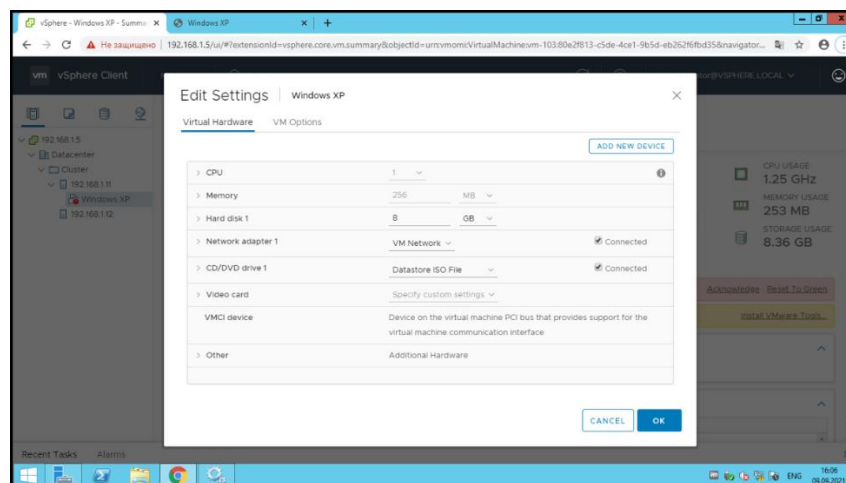 vSphere - Windows XP - Summa
Windows XP
Не защищено
192.168.1.5/ui/#?extensionId=vsphere.core.vm.summary&objectId=urn:vmomi:VirtualMachine:vm-103:80e2f813-c5de-4ce1-9b5d-eb262f6fbd35&navigator...
vm vSphere Client
ator@VSPHERE.LOCAL
192.168.1.5
Datacenter
Cluster
192.168.1.11
Windows XP
192.168.1.12
Edit Settings Windows XP
Virtual Hardware VM Options
ADD NEW DEVICE
CPU 1
Memory 256 MB
Hard disk 1 8 GB
Network adapter 1 VM Network Connected
CD/DVD drive 1 Datastore ISO File Connected
Video card Specify custom settings
VMCI device Device on the virtual machine PCI bus that provides support for the
virtual machine communication interface
Other Additional Hardware
CANCEL OK
CPU USAGE
1.25 GHz
MEMORY USAGE
253 MB
STORAGE USAGE
8.36 GB
Acknowledge Reset To Green
Install VMware Tools...
Recent Tasks Alarms
ENG 16:06
09.09.2021